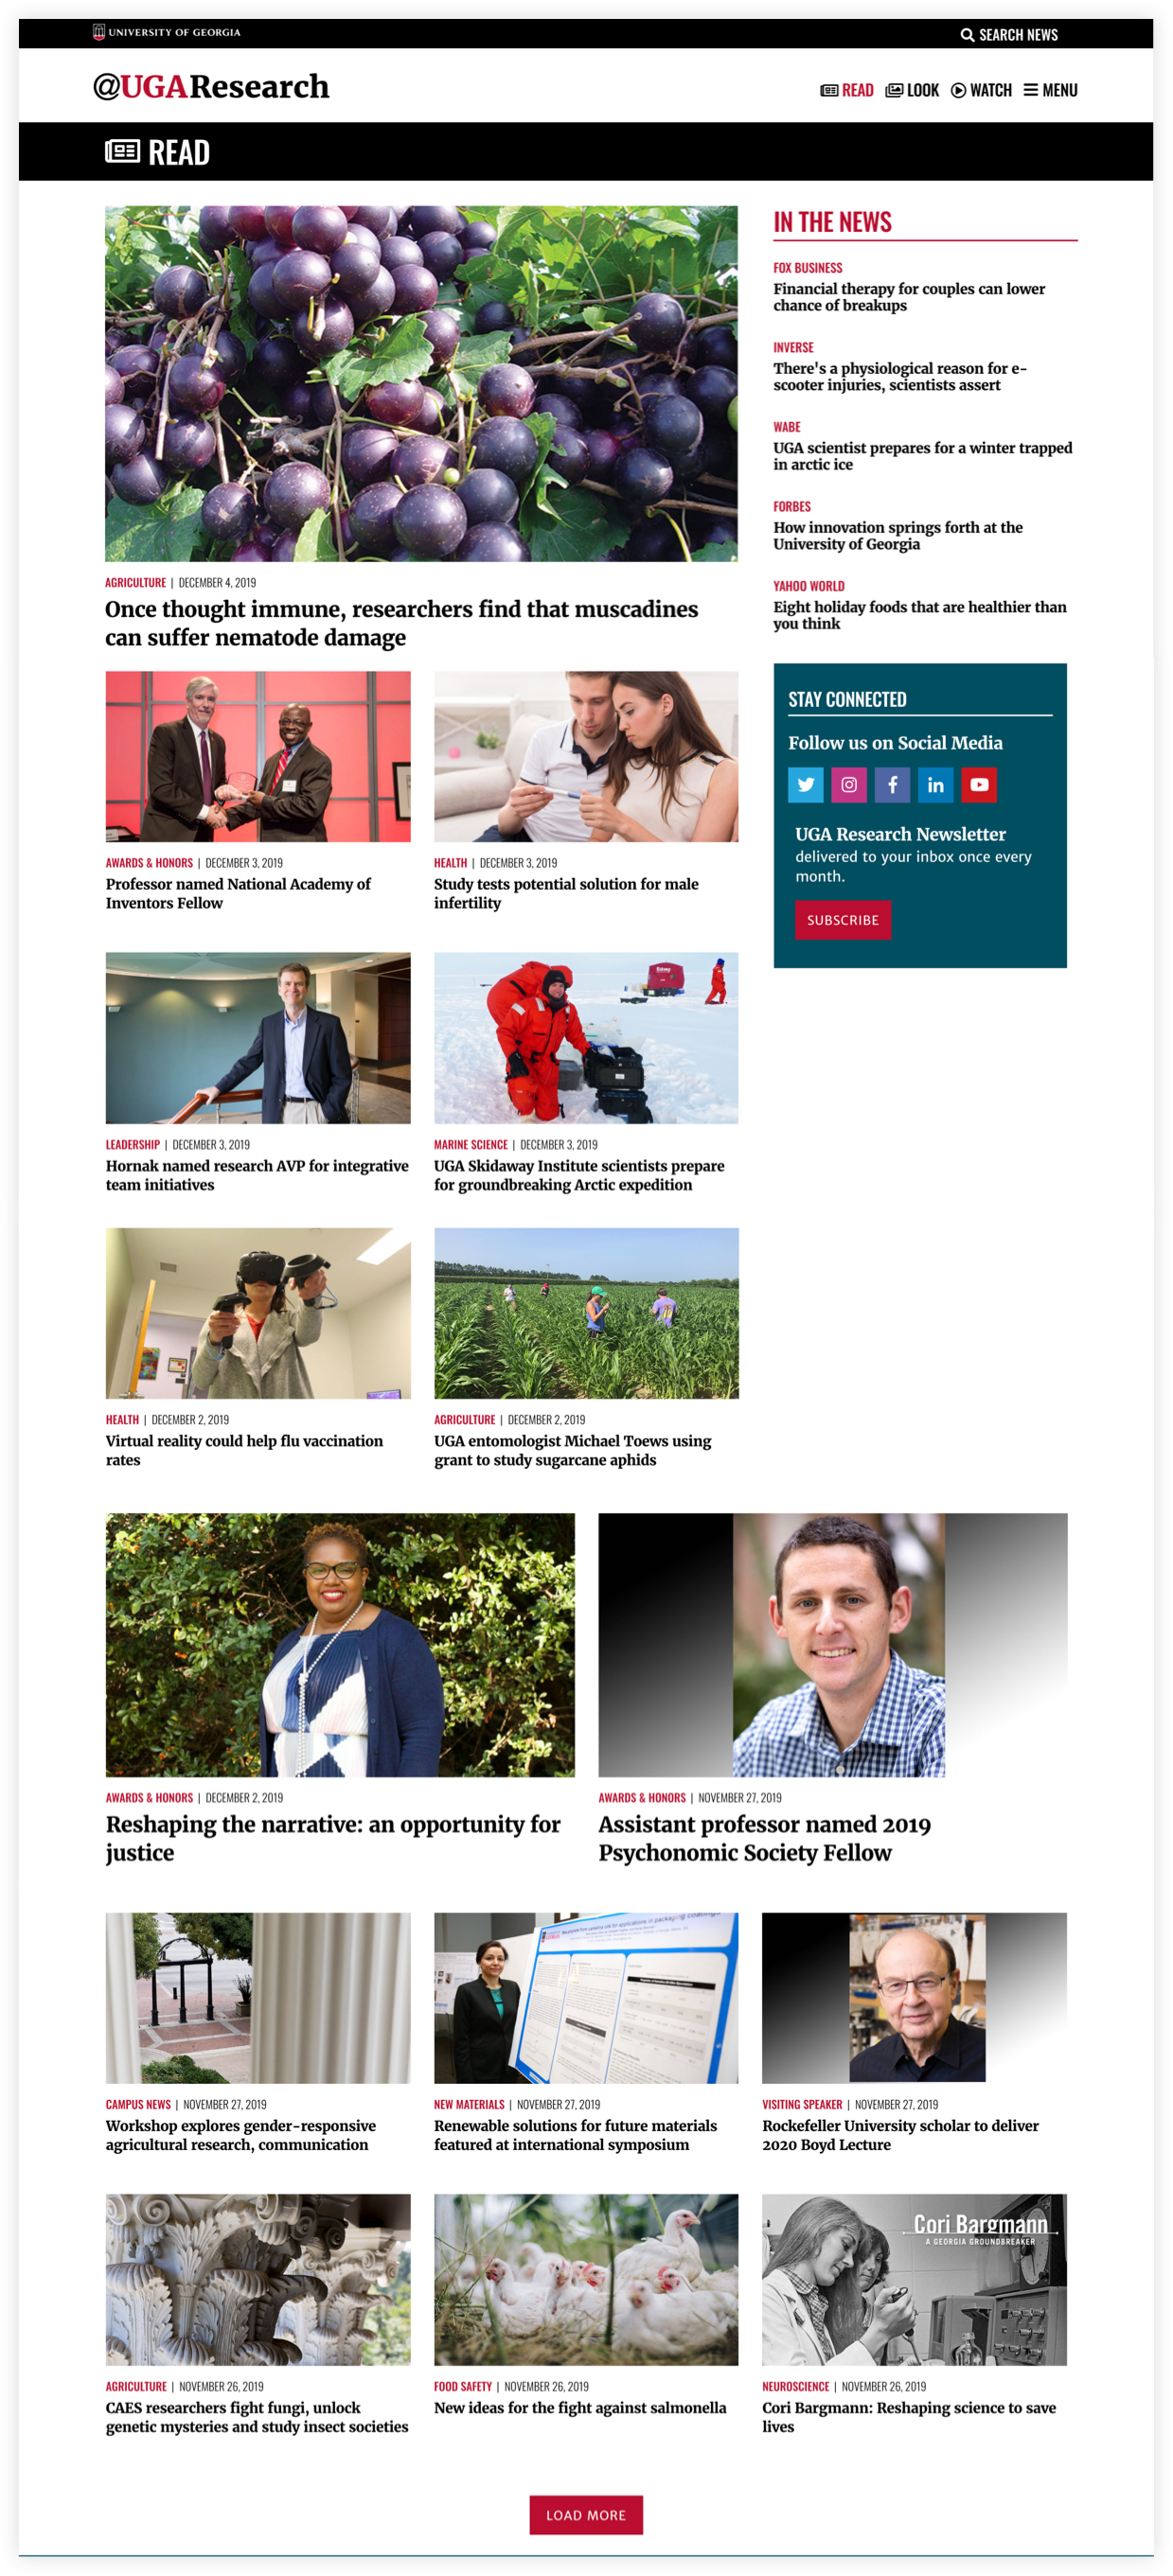 UNIVERSITY OF GEORGIA
SEARCH NEWS
@UGAResearch
READ LOOK WATCH MENU
READ
AGRICULTURE | DECEMBER 4, 2019
Once thought immune, researchers find that muscadines
can suffer nematode damage
AWARDS & HONORS | DECEMBER 3, 2019
Professor named National Academy of
Inventors Fellow
HEALTH | DECEMBER 3, 2019
Study tests potential solution for male
infertility
LEADERSHIP | DECEMBER 3, 2019
Hornak named research AVP for integrative
team initiatives
MARINE SCIENCE | DECEMBER 3, 2019
UGA Skidaway Institute scientists prepare
for groundbreaking Arctic expedition
HEALTH | DECEMBER 2, 2019
Virtual reality could help flu vaccination
rates
AGRICULTURE | DECEMBER 2, 2019
UGA entomologist Michael Toews using
grant to study sugarcane aphids
IN THE NEWS
FOX BUSINESS
Financial therapy for couples can lower
chance of breakups
INVERSE
There's a physiological reason for e-
scooter injuries, scientists assert
WABE
UGA scientist prepares for a winter trapped
in arctic ice
FORBES
How innovation springs forth at the
University of Georgia
YAHOO WORLD
Eight holiday foods that are healthier than
you think
STAY CONNECTED
Follow us on Social Media
UGA Research Newsletter
delivered to your inbox once every
month.
SUBSCRIBE
AWARDS & HONORS | DECEMBER 2, 2019
Reshaping the narrative: an opportunity for
justice
AWARDS & HONORS | NOVEMBER 27, 2019
Assistant professor named 2019
Psychonomic Society Fellow
CAMPUS NEWS | NOVEMBER 27, 2019
Workshop explores gender-responsive
agricultural research, communication
NEW MATERIALS | NOVEMBER 27, 2019
Renewable solutions for future materials
featured at international symposium
VISITING SPEAKER | NOVEMBER 27, 2019
Rockefeller University scholar to deliver
2020 Boyd Lecture
AGRICULTURE | NOVEMBER 26, 2019
CAES researchers fight fungi, unlock
genetic mysteries and study insect societies
FOOD SAFETY | NOVEMBER 26, 2019
New ideas for the fight against salmonella
Cori Bargmann
A GEORGIA GROUNDBREAKER
NEUROSCIENCE | NOVEMBER 26, 2019
Cori Bargmann: Reshaping science to save
lives
LOAD MORE